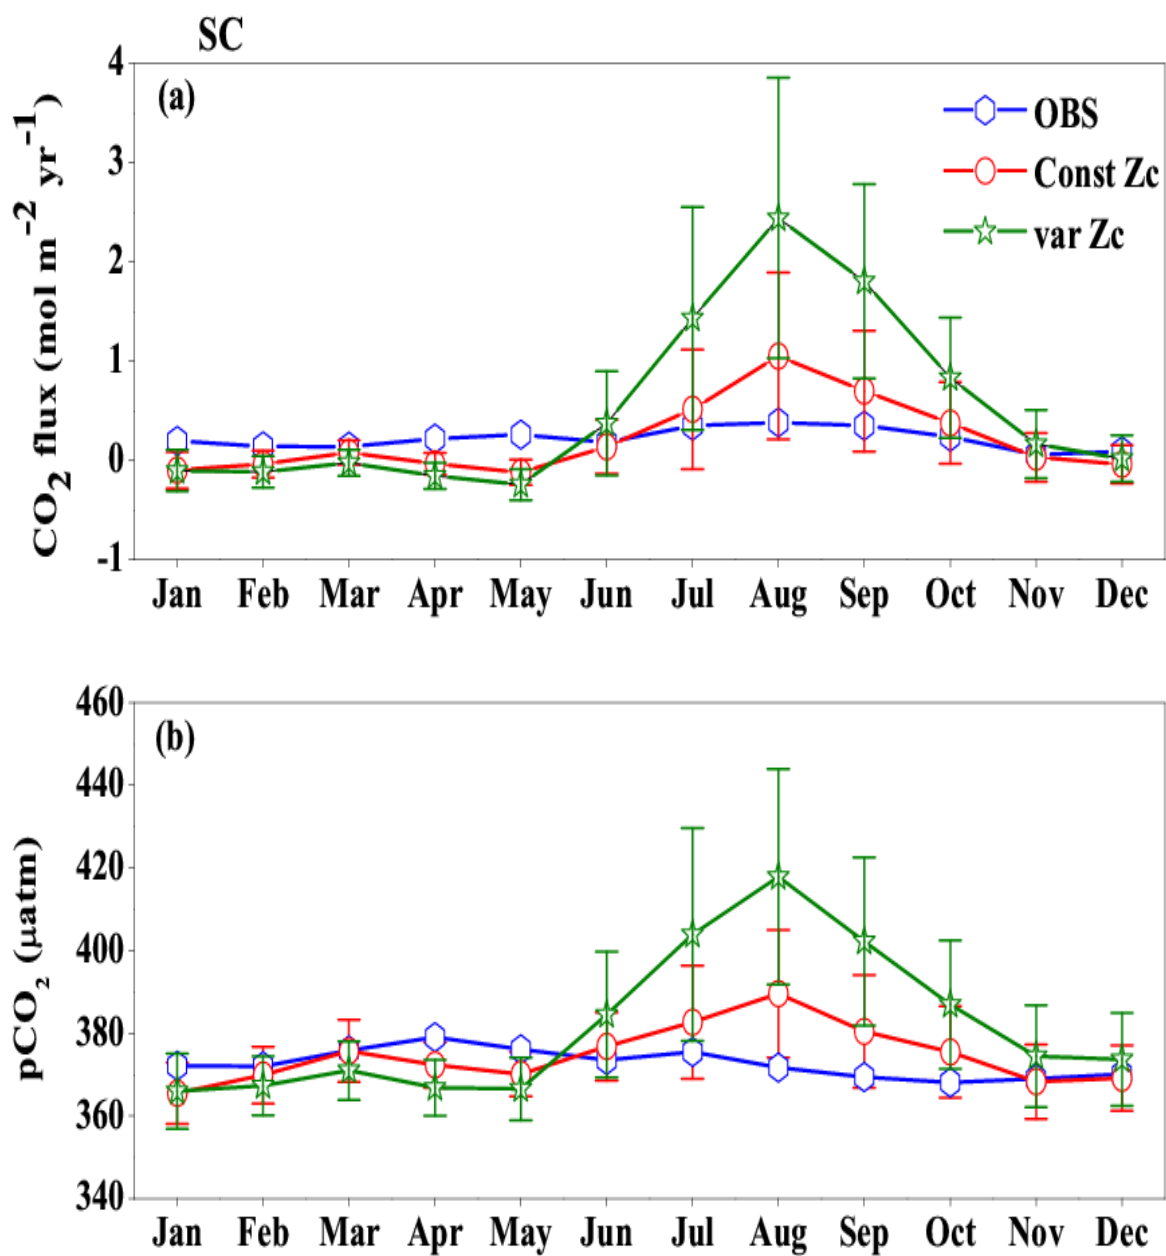 SC
(a)
CO2 flux (mol m−2 yr−1)
4
3
2
1
0
-1
OBS
Const Zc
var Zc
Jan Feb Mar Apr May Jun Jul Aug Sep Oct Nov Dec
(b)
pCO2 (µatm)
460
440
420
400
380
360
340
Jan Feb Mar Apr May Jun Jul Aug Sep Oct Nov Dec